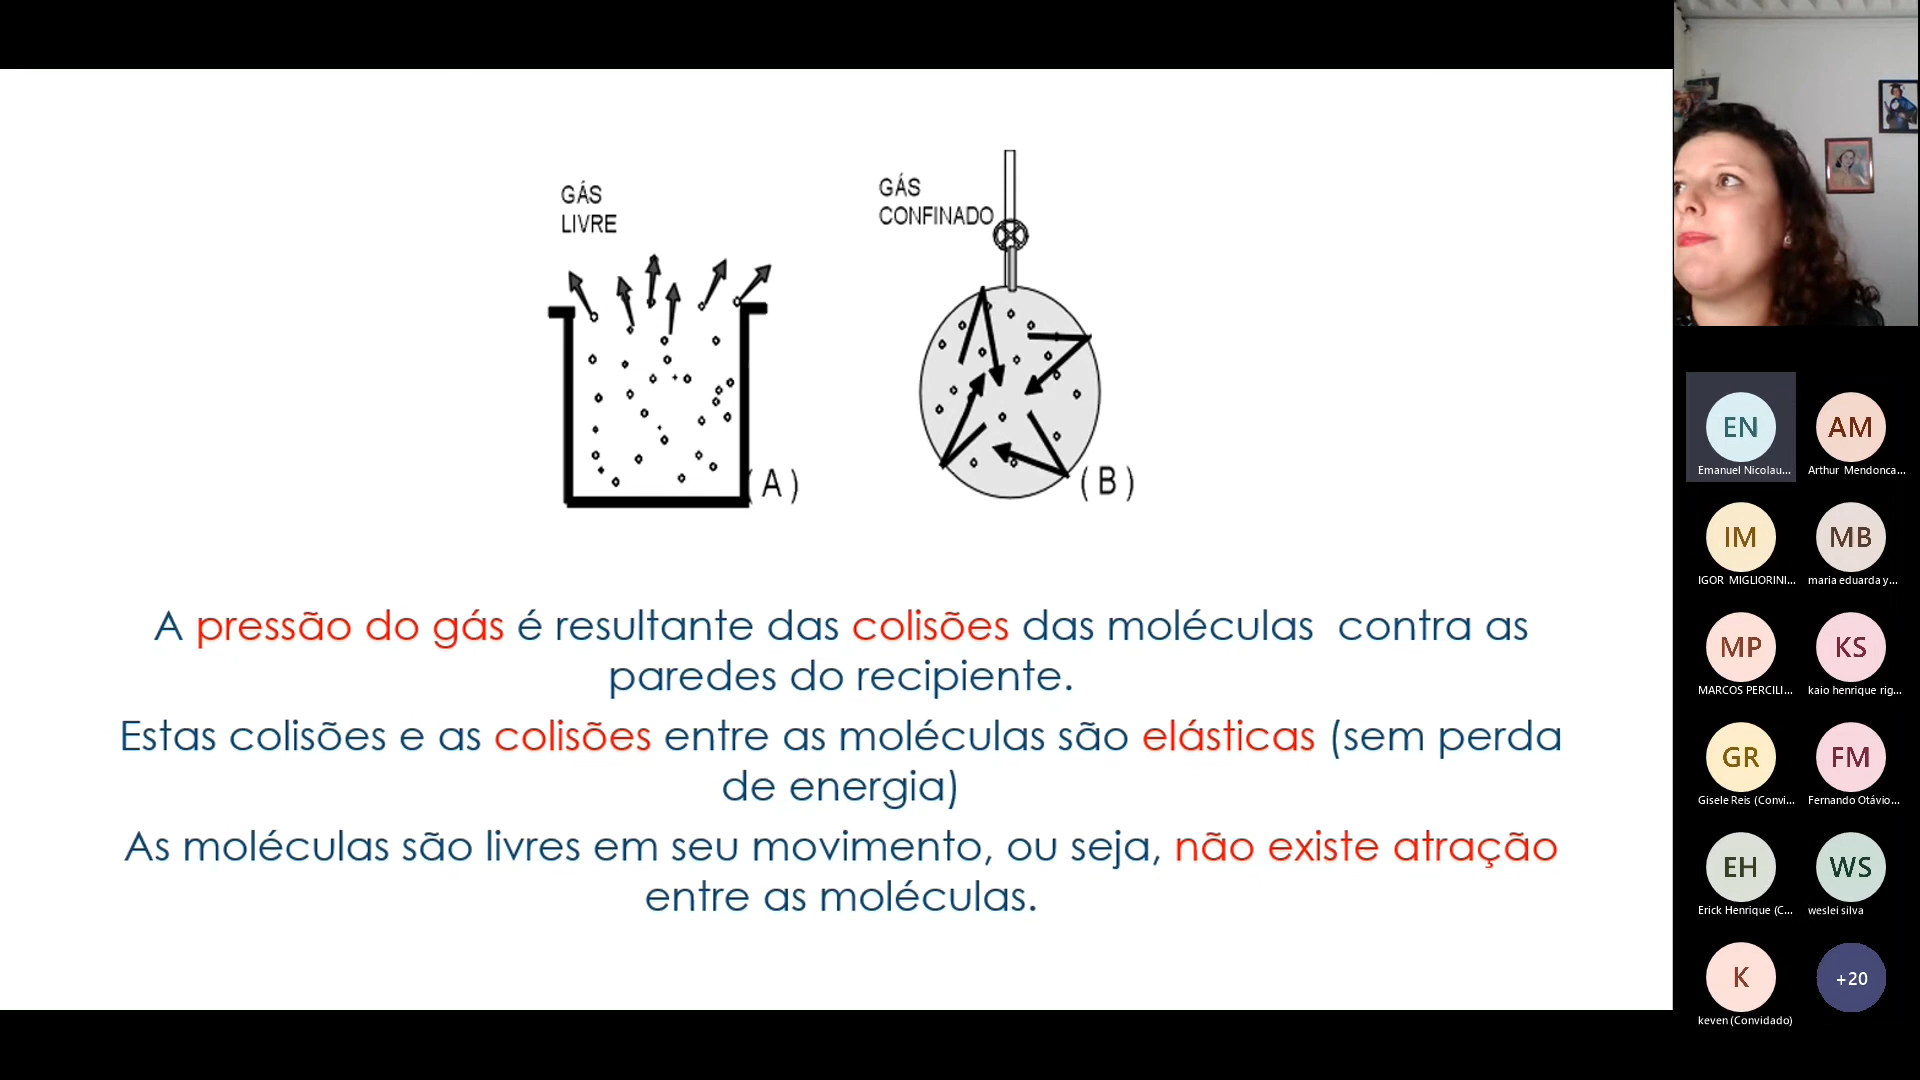 GÁS
LIVRE
GÁS
CONFINADO
( A )
( B )
A pressão do gás é resultante das colisões das moléculas contra as
paredes do recipiente.
Estas colisões e as colisões entre as moléculas são elásticas (sem perda
de energia)
As moléculas são livres em seu movimento, ou seja, não existe atração
entre as moléculas.
EN
Emanuel Nicolau...
AM
Arthur Mendonca...
IM
IGOR MIGLIORINI...
MB
maria eduarda y...
MP
MARCOS PERCILI...
KS
kaio henrique rig...
GR
Gisele Reis (Convi...
FM
Fernando Otávio...
EH
Erick Henrique (C...
WS
weslei silva
K
keven (Convidado)
+20